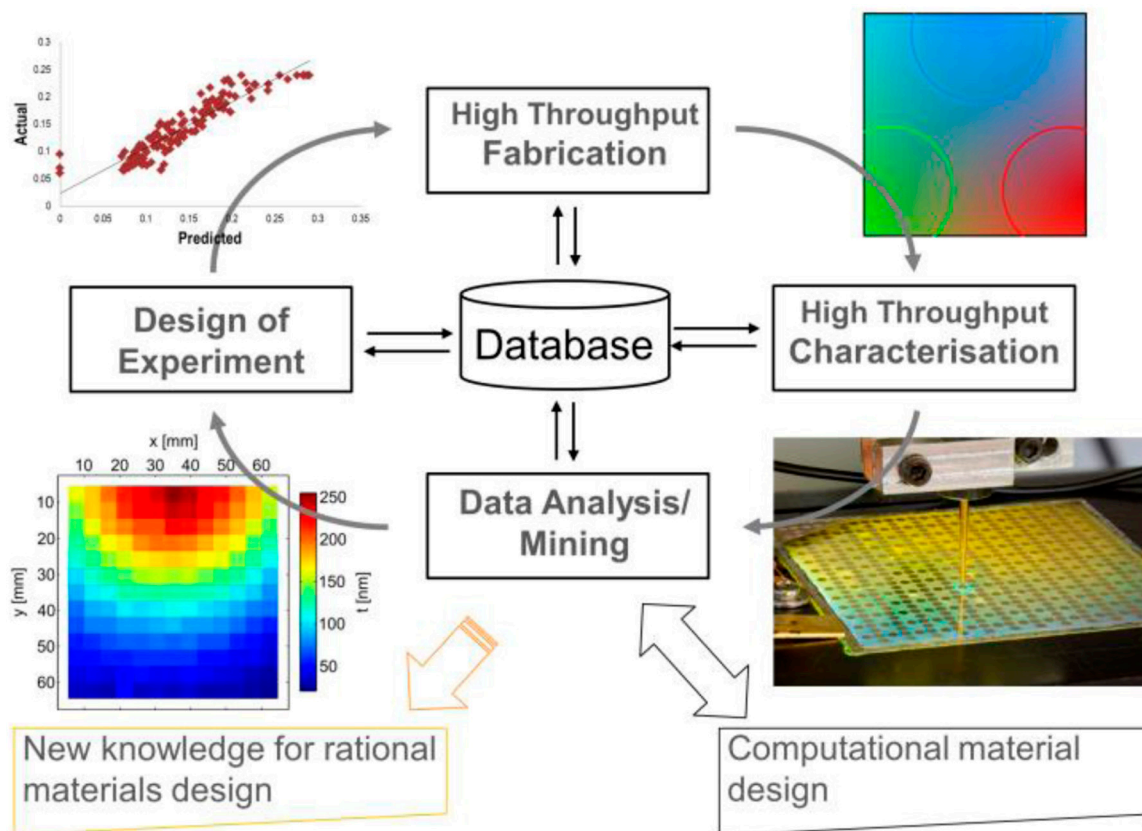 0.3
0.25
0.2
0.15
0.1
0.05
0
Actual
0
0.05
0.1
0.15
0.2
0.25
0.3
0.35
Predicted
High Throughput
Fabrication
Design of
Experiment
Database
High Throughput
Characterisation
Data Analysis/
Mining
x [mm]
10 20 30 40 50 60
y [mm]
10
20
30
40
50
60
t [nm]
250
200
150
100
50
New knowledge for rational
materials design
Computational material
design